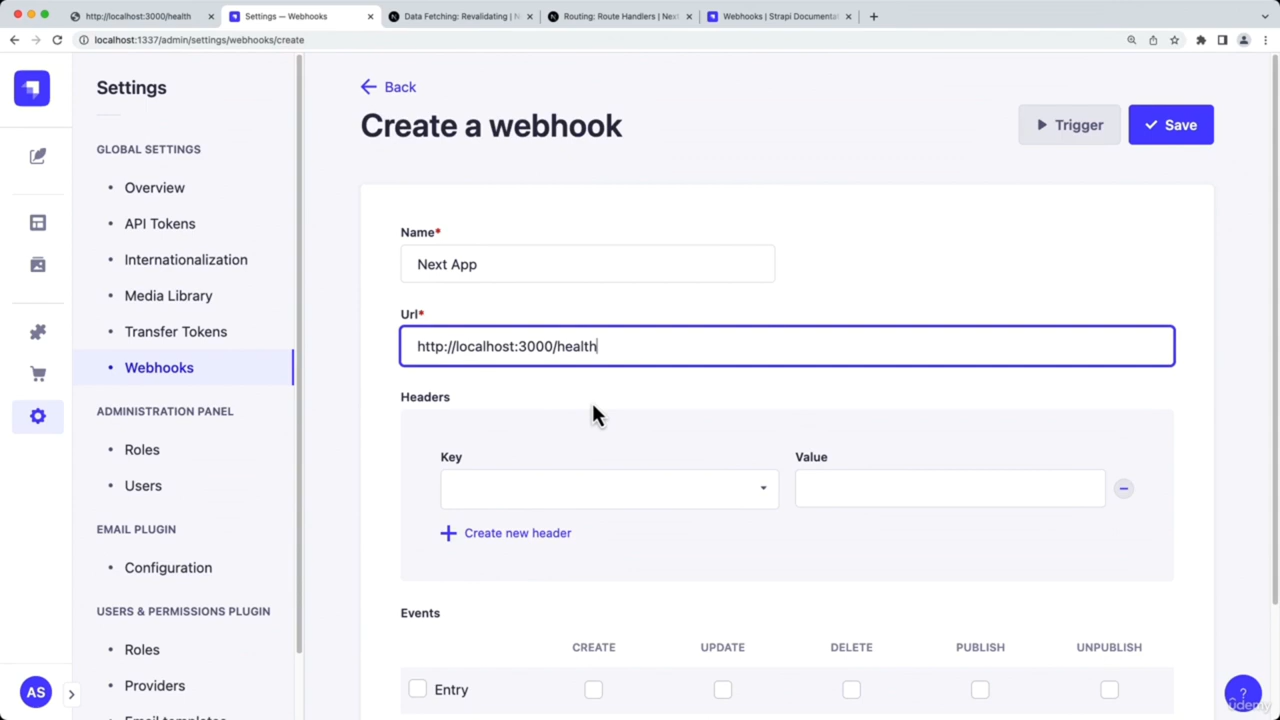 http://localhost:3000/health
Settings — Webhooks
Data Fetching: Revalidating | N
Routing: Route Handlers | Next
Webhooks | Strapi Documenta
localhost:1337/admin/settings/webhooks/create
Settings
GLOBAL SETTINGS
Overview
API Tokens
Internationalization
Media Library
Transfer Tokens
Webhooks
ADMINISTRATION PANEL
Roles
Users
EMAIL PLUGIN
Configuration
USERS & PERMISSIONS PLUGIN
Roles
Providers
Email templates
AS
Back
Create a webhook
Trigger
Save
Name*
Next App
Url*
http://localhost:3000/health
Headers
Key
Value
Create new header
Events
CREATE UPDATE DELETE PUBLISH UNPUBLISH
Entry
?
ûdemy